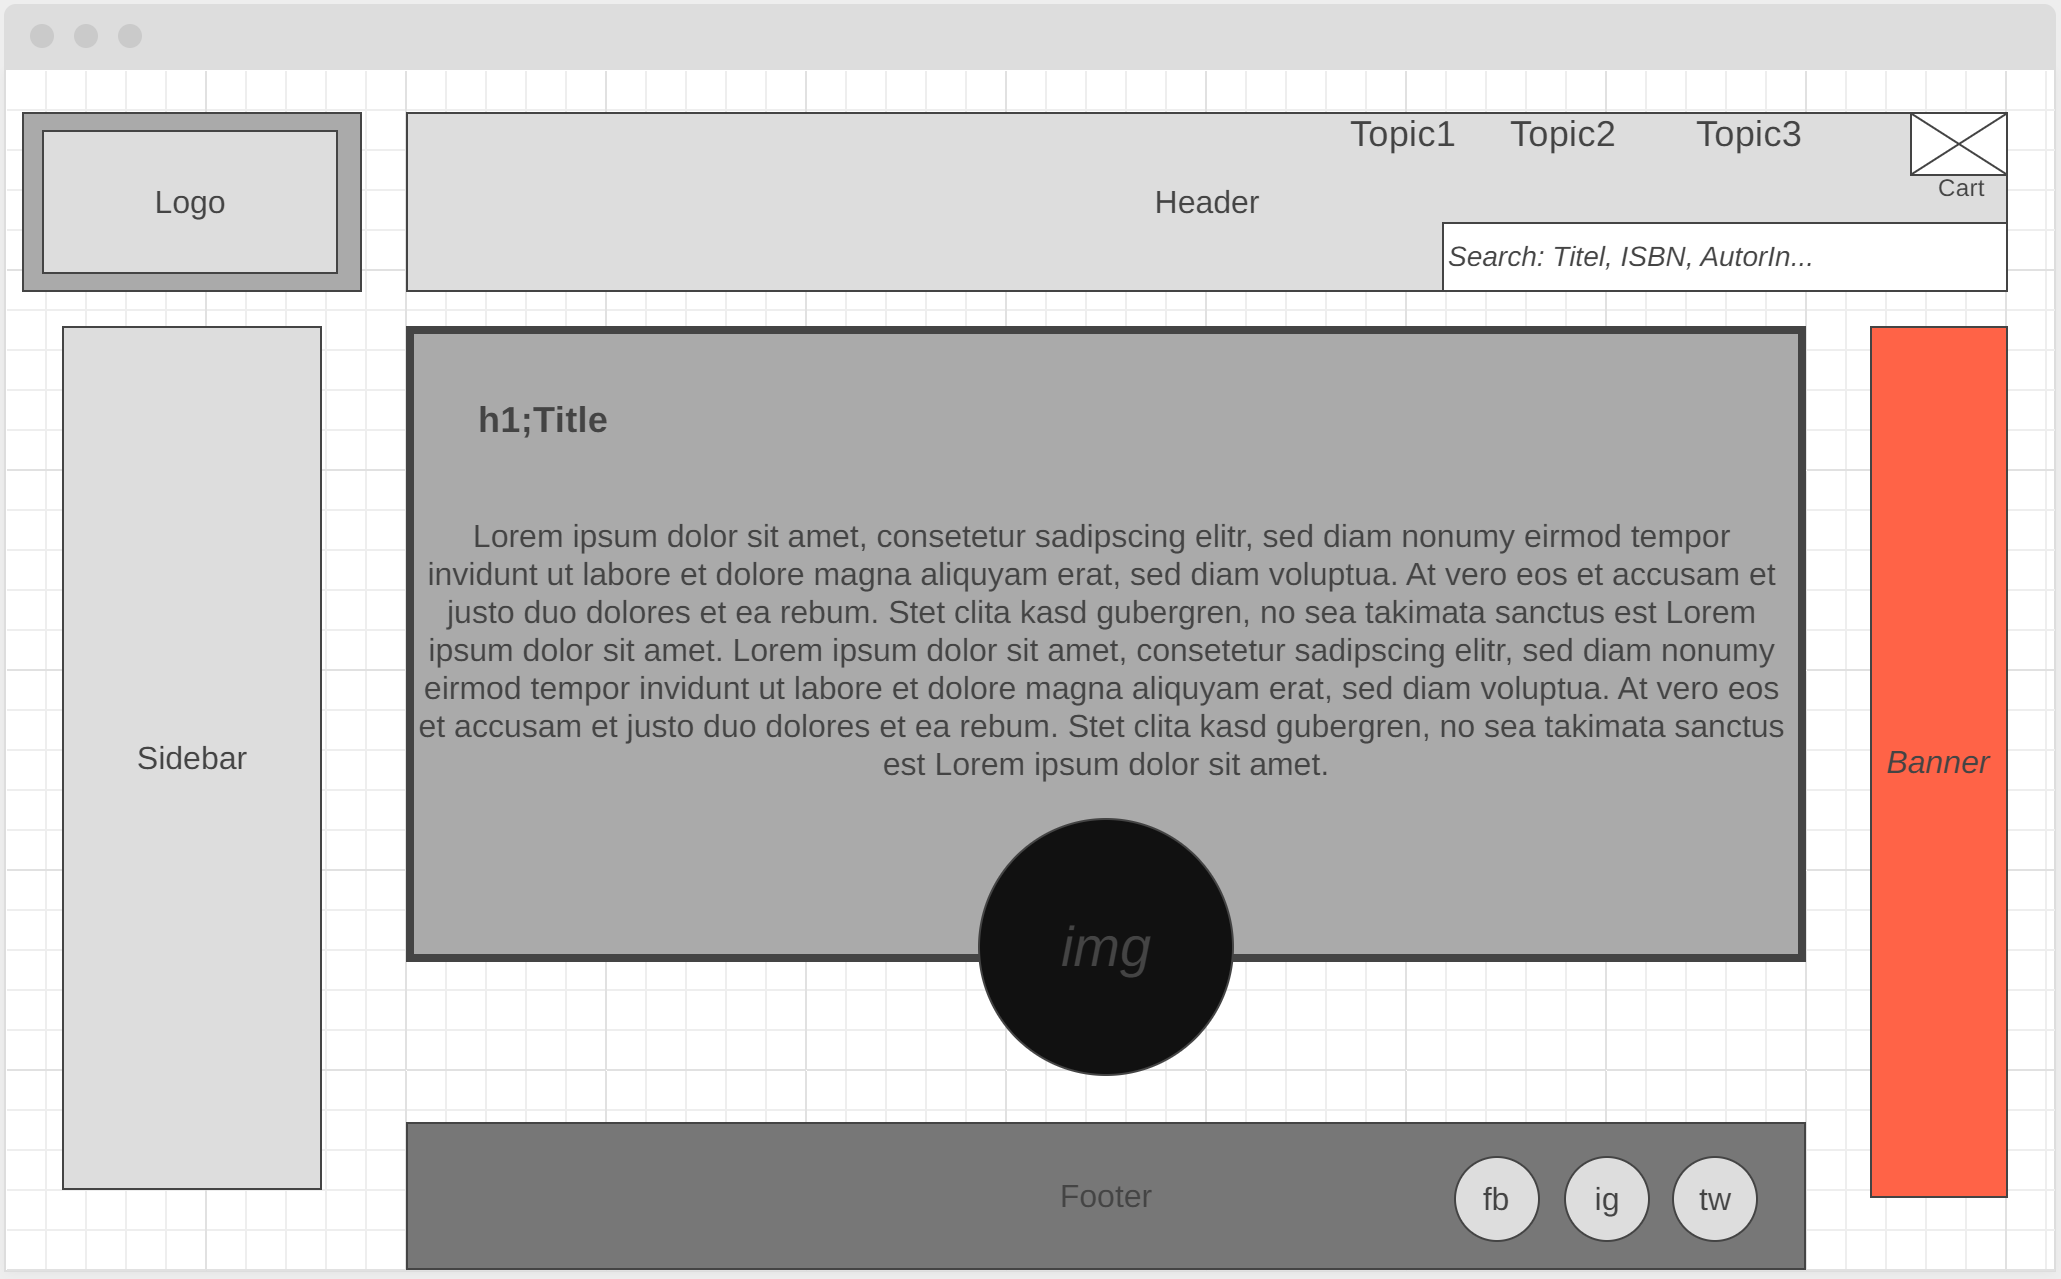 Logo
Header
Topic1
Topic2
Topic3
Cart
Search: Titel, ISBN, AutorIn...
Sidebar
h1;Title
Lorem ipsum dolor sit amet, consetetur sadipscing elitr, sed diam nonumy eirmod tempor
invidunt ut labore et dolore magna aliquyam erat, sed diam voluptua. At vero eos et accusam et
justo duo dolores et ea rebum. Stet clita kasd gubergren, no sea takimata sanctus est Lorem
ipsum dolor sit amet. Lorem ipsum dolor sit amet, consetetur sadipscing elitr, sed diam nonumy
eirmod tempor invidunt ut labore et dolore magna aliquyam erat, sed diam voluptua. At vero eos
et accusam et justo duo dolores et ea rebum. Stet clita kasd gubergren, no sea takimata sanctus
est Lorem ipsum dolor sit amet.
img
Banner
Footer
fb
ig
tw